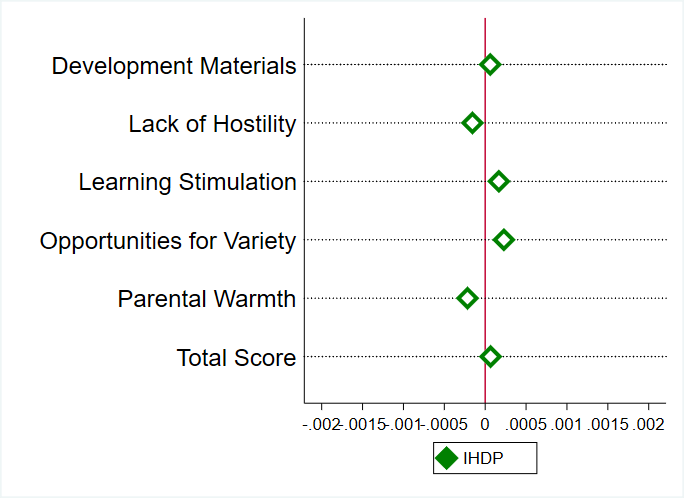 Development Materials
Lack of Hostility
Learning Stimulation
Opportunities for Variety
Parental Warmth
Total Score
-.002 -.0015 -.001 -.0005 0 .0005 .001 .0015 .002
IHDP